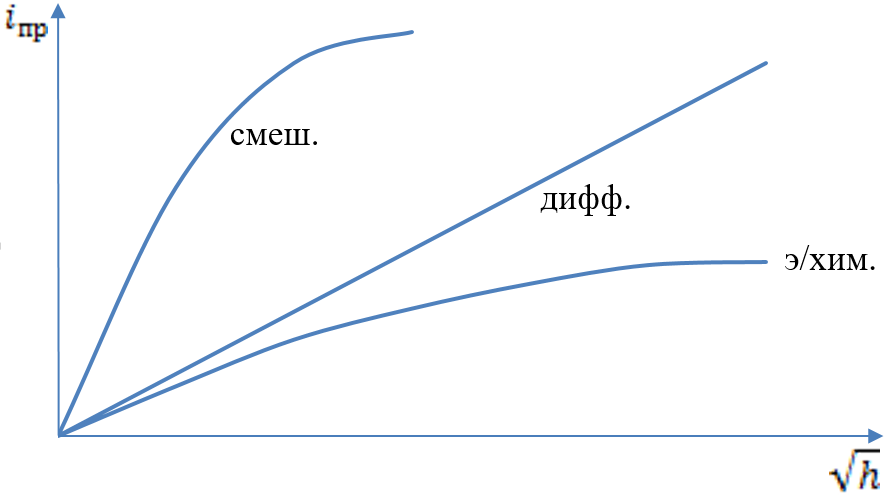 iпр
смеш.
дифф.
э/хим.
√h